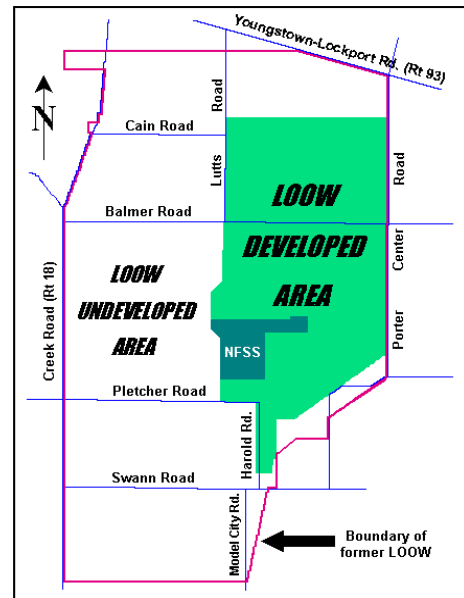 Youngstown-Lockport Rd. (Rt 93)
N
Road
Lutts
Cain Road
Road
LOOW
Balmer Road
DEVELOPED
AREA
Center
Porter
LOOW
UNDEVELOPED
AREA
Creek Road (Rt 18)
NFSS
Pletcher Road
Harold Rd.
Swann Road
Model City Rd.
Boundary of
former LOOW